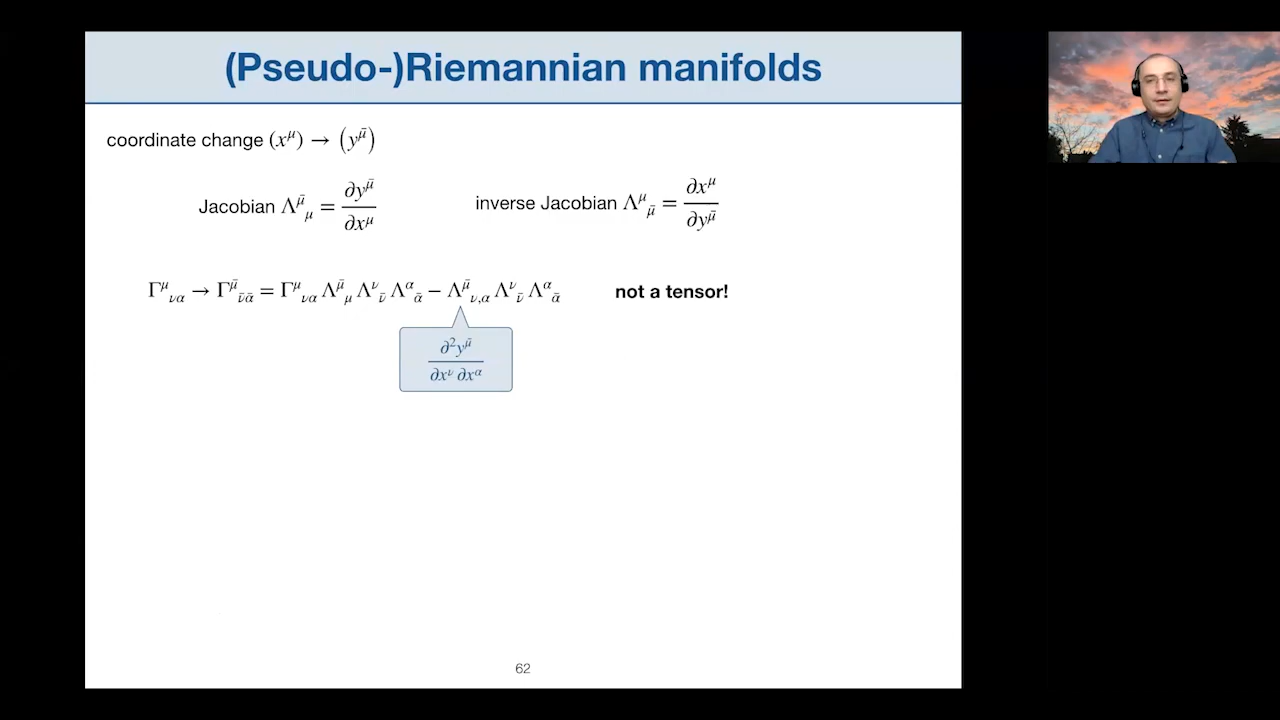 (Pseudo-)Riemannian manifolds
coordinate change (x^μ) → (y^μ̄)
Jacobian Λ^μ̄_μ = ∂y^μ̄/∂x^μ
inverse Jacobian Λ^μ_μ̄ = ∂x^μ/∂y^μ̄
Γ^μ_να → Γ^μ̄_ν̄ᾱ = Γ^μ_να Λ^μ̄_μ Λ^ν_ν̄ Λ^α_ᾱ − Λ^μ̄_ν,α Λ^ν_ν̄ Λ^α_ᾱ
not a tensor!
∂²y^μ̄/∂x^ν ∂x^α
62